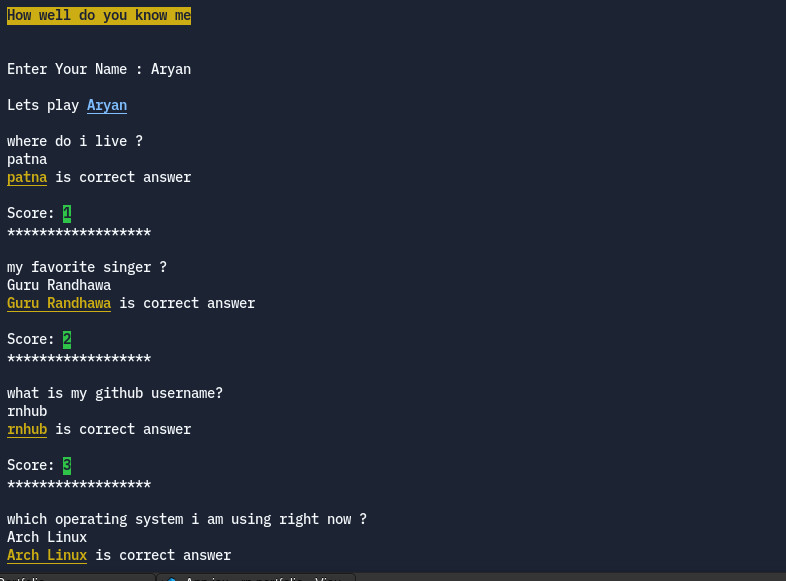 How well do you know me
Enter Your Name : Aryan
Lets play Aryan
where do i live ?
patna
patna is correct answer
Score: 1
******************
my favorite singer ?
Guru Randhawa
Guru Randhawa is correct answer
Score: 2
******************
what is my github username?
rnhub
rnhub is correct answer
Score: 3
******************
which operating system i am using right now ?
Arch Linux
Arch Linux is correct answer